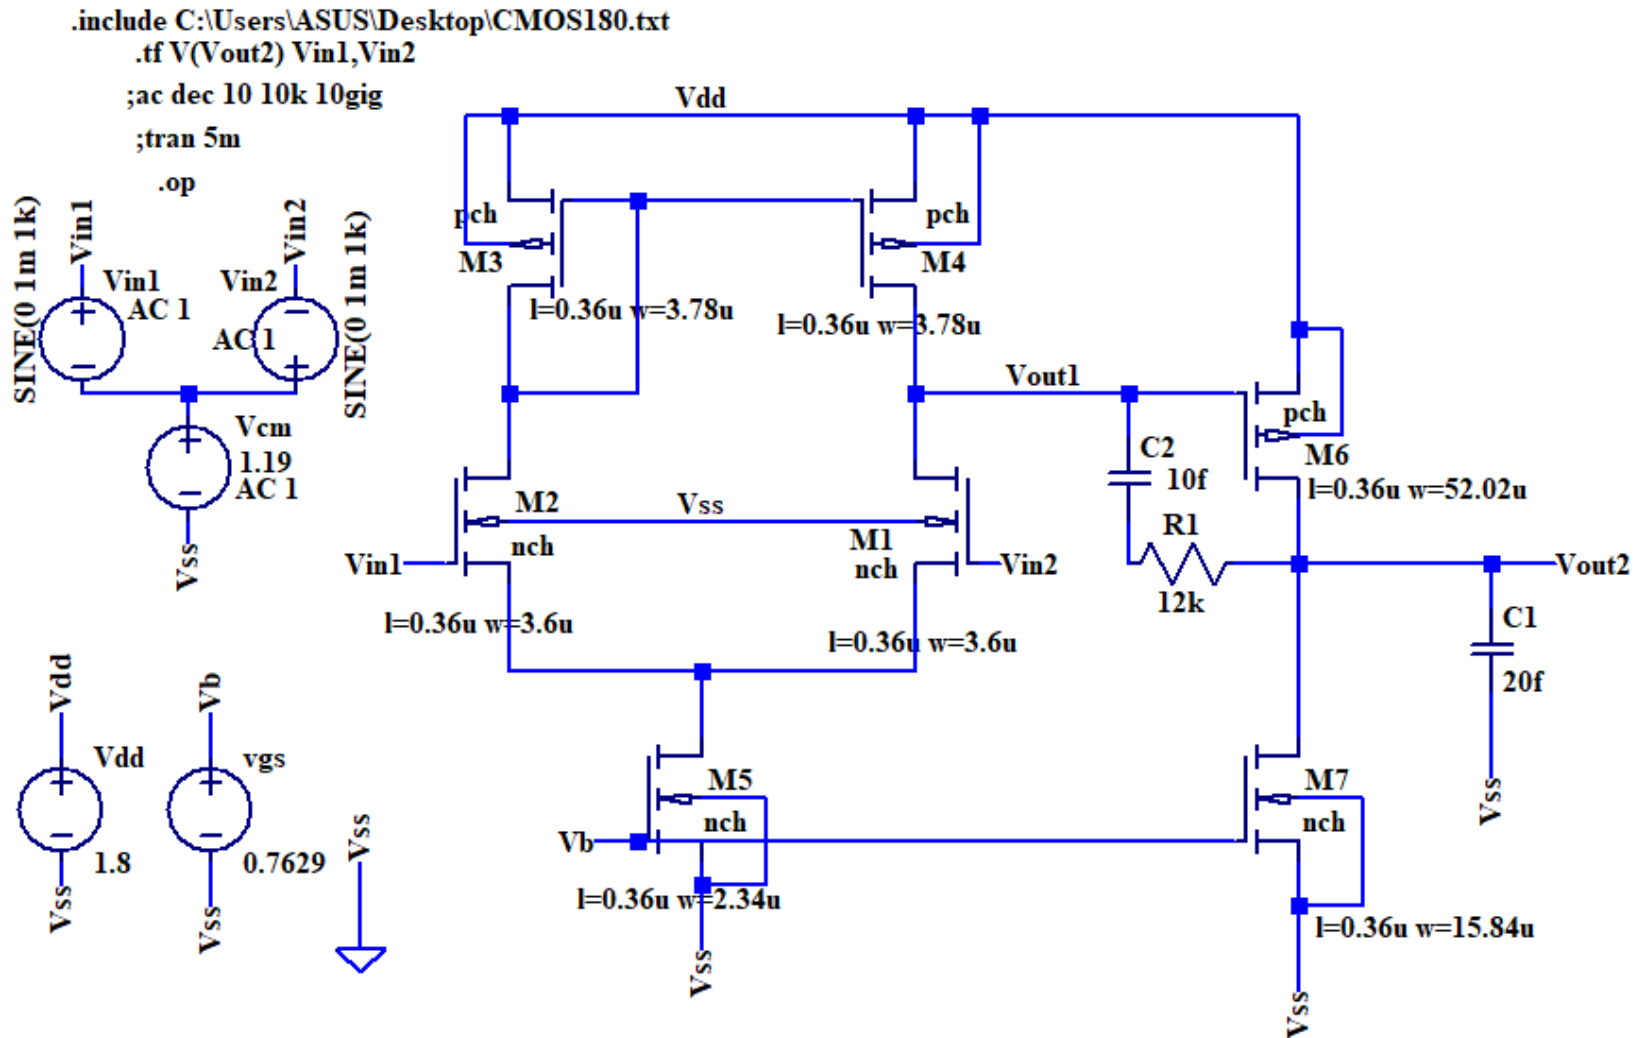 .include C:\Users\ASUS\Desktop\CMOS180.txt
.tf V(Vout2) Vin1,Vin2
;ac dec 10 10k 10gig
;tran 5m
.op
Vdd
SINE(0 1m 1k)
Vin1
Vin1
AC 1
Vin2
Vin2
AC 1
SINE(0 1m 1k)
Vcm
1.19
AC 1
Vss
pch
M3
l=0.36u w=3.78u
pch
M4
l=0.36u w=3.78u
Vout1
C2
10f
R1
12k
pch
M6
l=0.36u w=52.02u
Vin1
M2
nch
l=0.36u w=3.6u
Vss
M1
nch
Vin2
l=0.36u w=3.6u
Vout2
C1
20f
Vss
Vdd
Vdd
1.8
Vss
Vb
vgs
0.7629
Vss
Vss
Vb
M5
nch
l=0.36u w=2.34u
Vss
M7
nch
l=0.36u w=15.84u
Vss